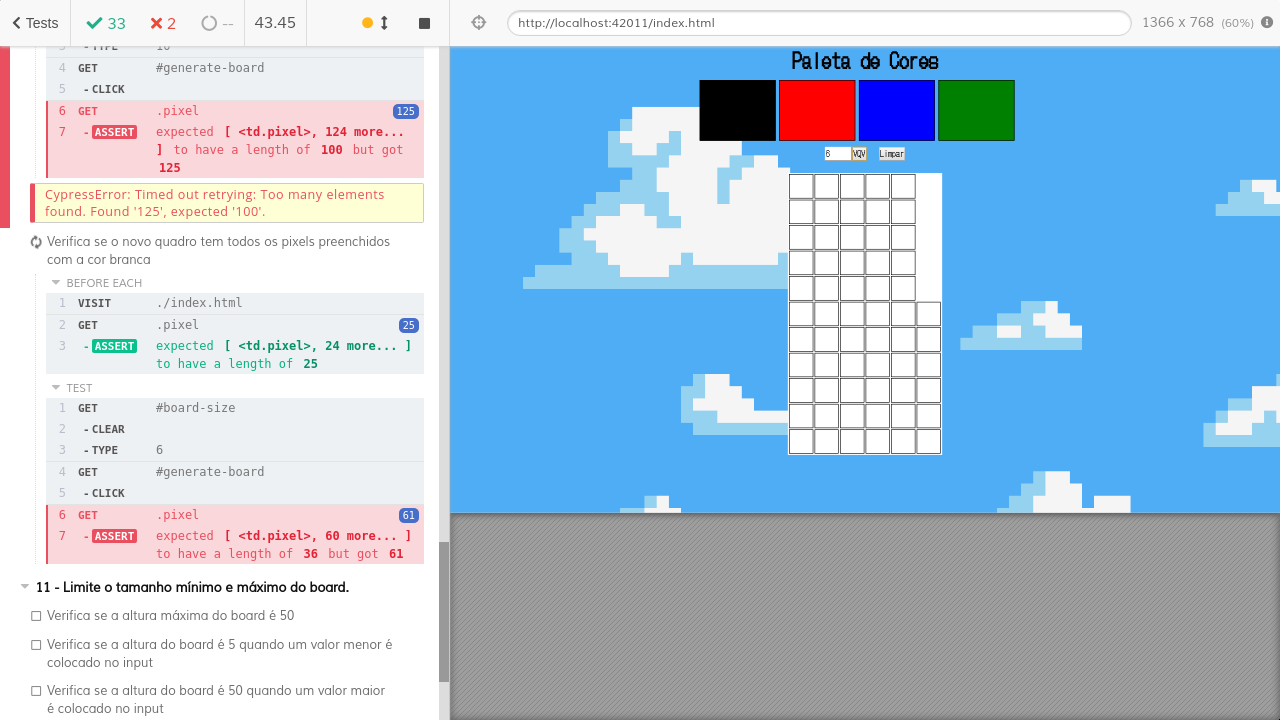 Tests 33 2 -- 43.45 http://localhost:42011/index.html 1366 x 768 (60%)
3 -TYPE 10
4 GET #generate-board
5 -CLICK
6 GET .pixel 125
7 -ASSERT expected [ <td.pixel>, 124 more...
] to have a length of 100 but got
125
CypressError: Timed out retrying: Too many elements
found. Found '125', expected '100'.
Verifica se o novo quadro tem todos os pixels preenchidos
com a cor branca
BEFORE EACH
1 VISIT ./index.html
2 GET .pixel 25
3 -ASSERT expected [ <td.pixel>, 24 more... ]
to have a length of 25
TEST
1 GET #board-size
2 -CLEAR
3 -TYPE 6
4 GET #generate-board
5 -CLICK
6 GET .pixel 61
7 -ASSERT expected [ <td.pixel>, 60 more... ]
to have a length of 36 but got 61
11 - Limite o tamanho mínimo e máximo do board.
Verifica se a altura máxima do board é 50
Verifica se a altura do board é 5 quando um valor menor é
colocado no input
Verifica se a altura do board é 50 quando um valor maior
é colocado no input
Paleta de Cores
6 VQV Limpar